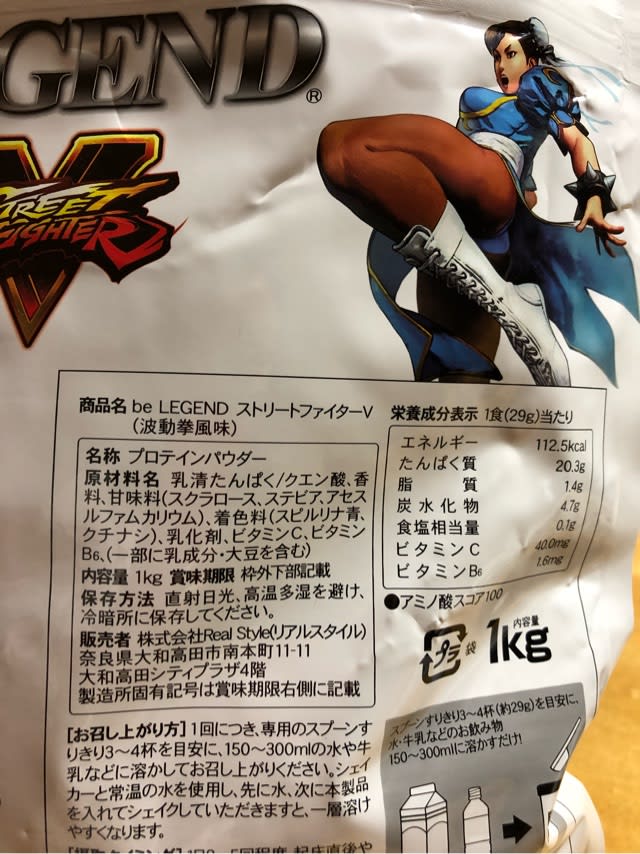 GEND®
STREET
FIGHTER
V
商品名 be LEGEND ストリートファイターV
(波動拳風味)
名称 プロテインパウダー
原材料名 乳清たんぱく/クエン酸、香
料、甘味料(スクラロース、ステビア、アセス
ルファムカリウム)、着色料(スピルリナ青、
クチナシ)、乳化剤、ビタミンC、ビタミン
B6、(一部に乳成分・大豆を含む)
内容量 1kg 賞味期限 枠外下部記載
保存方法 直射日光、高温多湿を避け、
冷暗所に保存してください。
販売者 株式会社Real Style(リアルスタイル)
奈良県大和高田市南本町11-11
大和高田シティプラザ4階
製造所固有記号は賞味期限右側に記載
栄養成分表示 1食(29g)当たり
エネルギー 112.5kcal
たんぱく質 20.3g
脂質 1.4g
炭水化物 4.7g
食塩相当量 0.1g
ビタミンC 40.0mg
ビタミンB6 1.6mg
●アミノ酸スコア100
プラ 袋
内容量
1kg
[お召し上がり方]1回につき、専用のスプーンす
りきり3～4杯を目安に、150～300mlの水や牛
乳などに溶かしてお召し上がりください。シェイ
カーと常温の水を使用し、先に水、次に本製品
を入れてシェイクしていただきますと、一層溶け
やすくなります。
スプーンすりきり3～4杯(約29g)を目安に、
水・牛乳などのお飲み物
150～300mlに溶かすだけ!